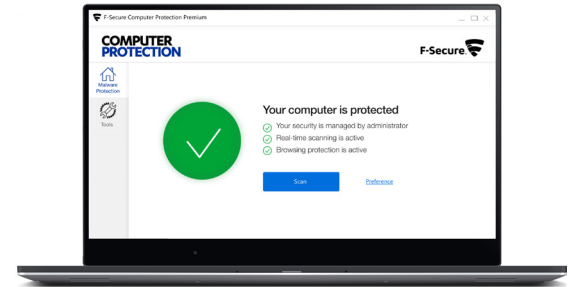 F-Secure Computer Protection Premium
COMPUTER
PROTECTION
F-Secure.
Malware
Protection
Tools
Your computer is protected
Your security is managed by administrator
Real-time scanning is active
Browsing protection is active
Scan
Preference